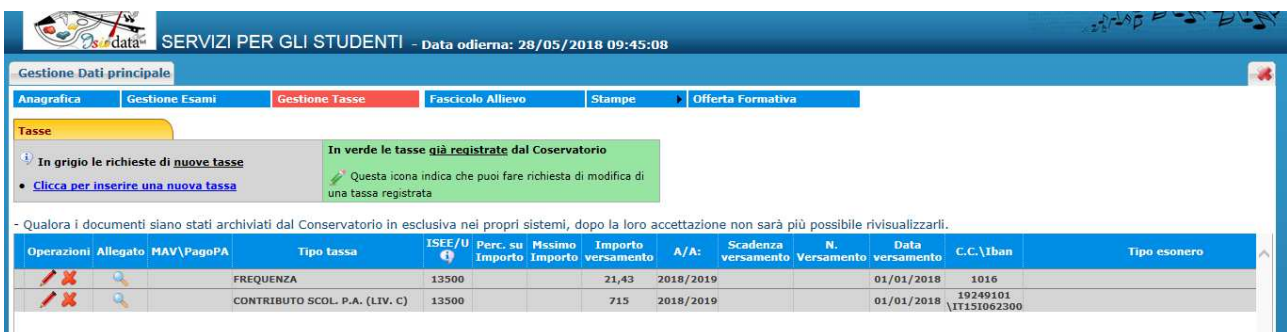 Isidata
SERVIZI PER GLI STUDENTI - Data odierna: 28/05/2018 09:45:08
Gestione Dati principale
Anagrafica Gestione Esami Gestione Tasse Fascicolo Allievo Stampe Offerta Formativa
Tasse
In grigio le richieste di nuove tasse
• Clicca per inserire una nuova tassa
In verde le tasse già registrate dal Coservatorio
Questa icona indica che puoi fare richiesta di modifica di
una tassa registrata
- Qualora i documenti siano stati archiviati dal Conservatorio in esclusiva nei propri sistemi, dopo la loro accettazione non sarà più possibile rivisualizzarli.
Operazioni Allegato MAV\PagoPA Tipo tassa ISEE/U Perc. su Importo Mssimo Importo Importo versamento A/A: Scadenza versamento N. Versamento Data versamento C.C.\Iban Tipo esonero
FREQUENZA 13500 21,43 2018/2019 01/01/2018 1016
CONTRIBUTO SCOL. P.A. (LIV. C) 13500 715 2018/2019 01/01/2018 19249101
\IT15I062300